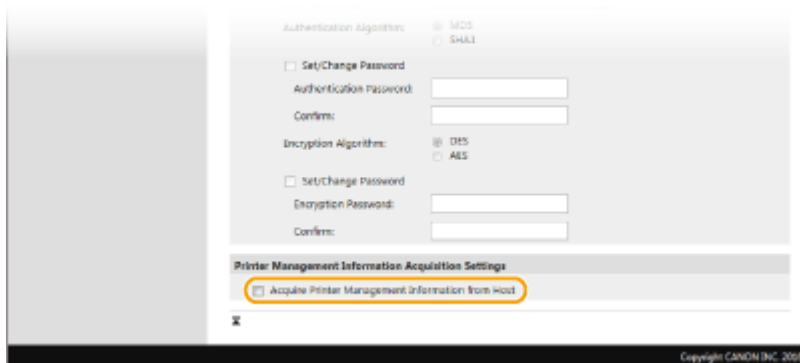 Authentication Algorithm:
MD5
SHA1
Set/Change Password
Authentication Password:
Confirm:
Encryption Algorithm:
DES
AES
Set/Change Password
Encryption Password:
Confirm:
Printer Management Information Acquisition Settings
Acquire Printer Management Information from Host
Copyright CANON INC.